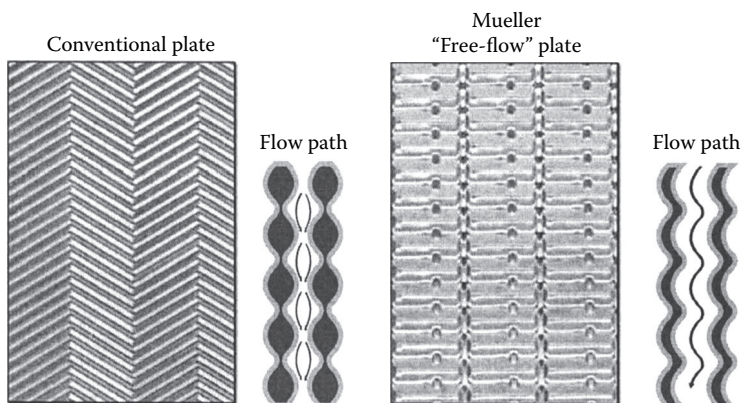 Conventional plate
Flow path
Mueller
“Free-flow” plate
Flow path